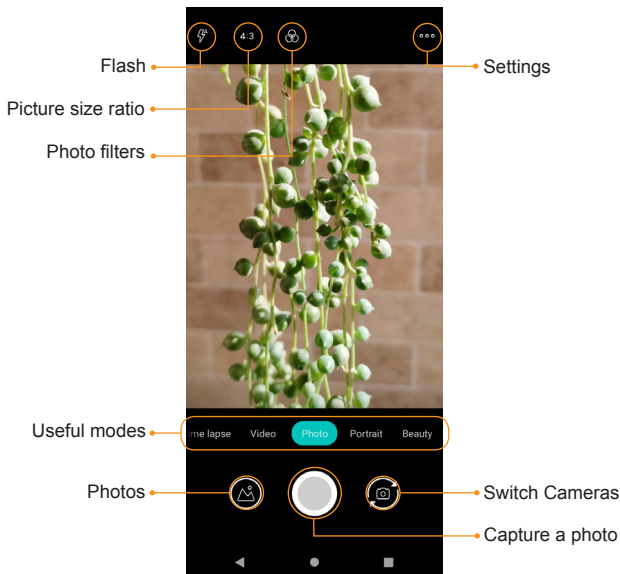 4:3
Flash
Settings
Picture size ratio
Photo filters
Useful modes
me lapse Video Photo Portrait Beauty
Photos
Switch Cameras
Capture a photo